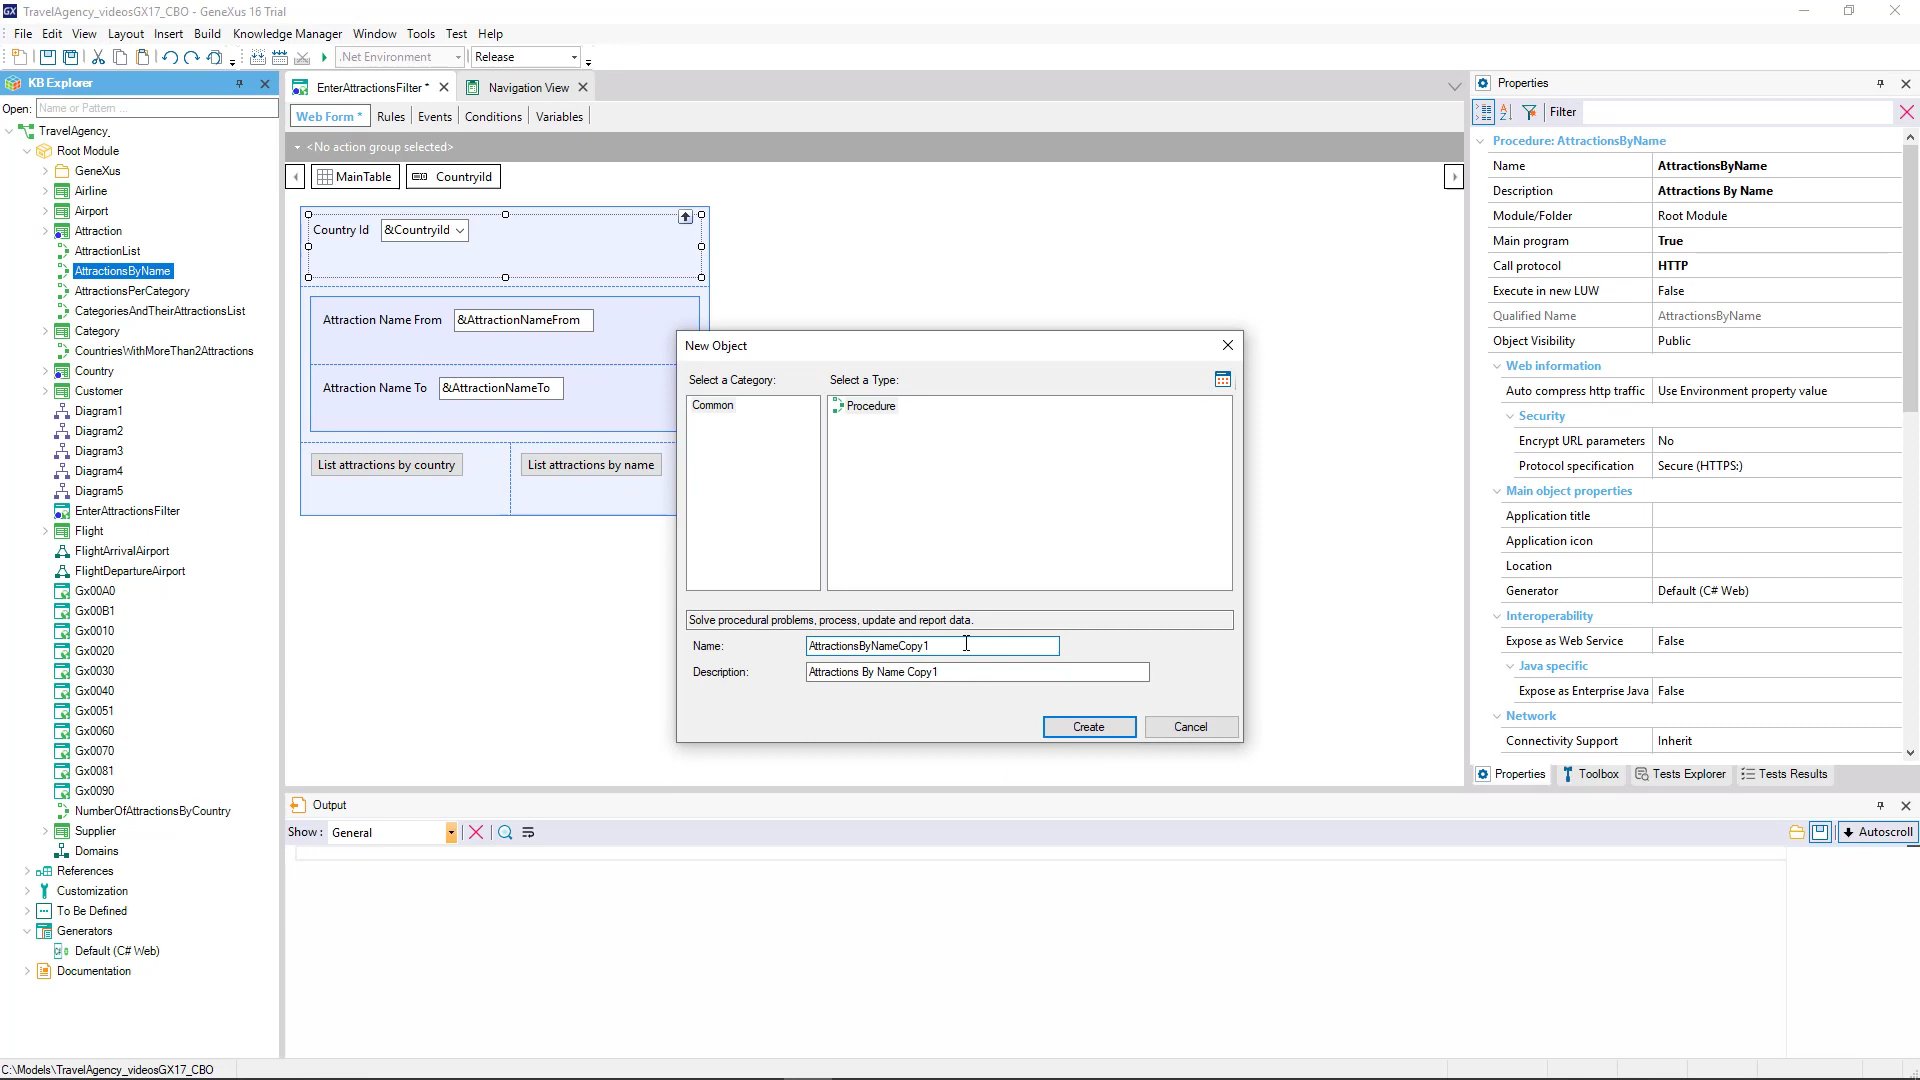 TravelAgency_videosGX17_CBO - GeneXus 16 Trial
File Edit View Layout Insert Build Knowledge Manager Window Tools Test Help
.Net Environment Release
KB Explorer
Open: Name or Pattern ...
TravelAgency_
Root Module
GeneXus
Airline
Airport
Attraction
AttractionList
AttractionsByName
AttractionsPerCategory
CategoriesAndTheirAttractionsList
Category
CountriesWithMoreThan2Attractions
Country
Customer
Diagram1
Diagram2
Diagram3
Diagram4
Diagram5
EnterAttractionsFilter
Flight
FlightArrivalAirport
FlightDepartureAirport
Gx00A0
Gx00B1
Gx0010
Gx0020
Gx0030
Gx0040
Gx0051
Gx0060
Gx0070
Gx0081
Gx0090
NumberOfAttractionsByCountry
Supplier
Domains
References
Customization
To Be Defined
Generators
Default (C# Web)
Documentation
EnterAttractionsFilter * Navigation View
Web Form * Rules Events Conditions Variables
<No action group selected>
MainTable CountryId
Country Id &CountryId
Attraction Name From &AttractionNameFrom
Attraction Name To &AttractionNameTo
List attractions by country List attractions by name
New Object
Select a Category: Select a Type:
Common Procedure
Solve procedural problems, process, update and report data.
Name: AttractionsByNameCopy1
Description: Attractions By Name Copy1
Create Cancel
Output
Show: General
Autoscroll
Properties
Filter
Procedure: AttractionsByName
Name AttractionsByName
Description Attractions By Name
Module/Folder Root Module
Main program True
Call protocol HTTP
Execute in new LUW False
Qualified Name AttractionsByName
Object Visibility Public
Web information
Auto compress http traffic Use Environment property value
Security
Encrypt URL parameters No
Protocol specification Secure (HTTPS:)
Main object properties
Application title
Application icon
Location
Generator Default (C# Web)
Interoperability
Expose as Web Service False
Java specific
Expose as Enterprise Java False
Network
Connectivity Support Inherit
Properties Toolbox Tests Explorer Tests Results
C:\Models\TravelAgency_videosGX17_CBO